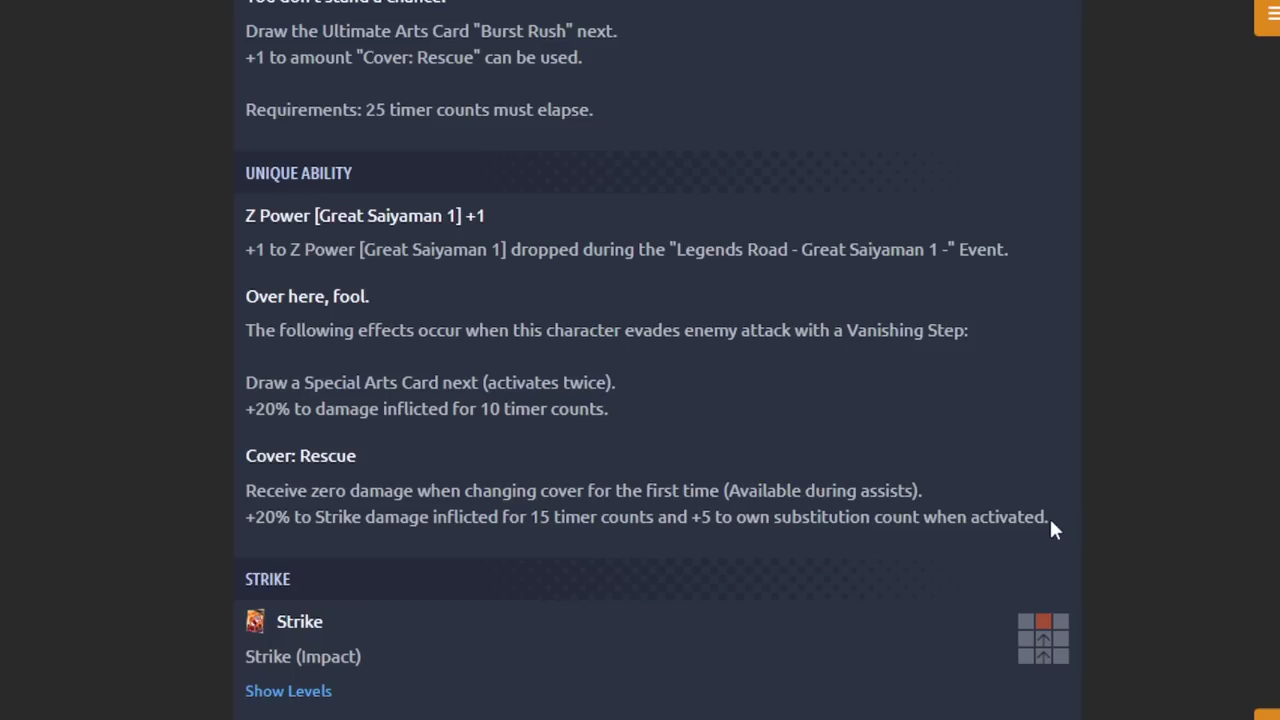 You don't stand a chance!
Draw the Ultimate Arts Card "Burst Rush" next.
+1 to amount "Cover: Rescue" can be used.
Requirements: 25 timer counts must elapse.
UNIQUE ABILITY
Z Power [Great Saiyaman 1] +1
+1 to Z Power [Great Saiyaman 1] dropped during the "Legends Road - Great Saiyaman 1 -" Event.
Over here, fool.
The following effects occur when this character evades enemy attack with a Vanishing Step:
Draw a Special Arts Card next (activates twice).
+20% to damage inflicted for 10 timer counts.
Cover: Rescue
Receive zero damage when changing cover for the first time (Available during assists).
+20% to Strike damage inflicted for 15 timer counts and +5 to own substitution count when activated.
STRIKE
Strike
Strike (Impact)
Show Levels